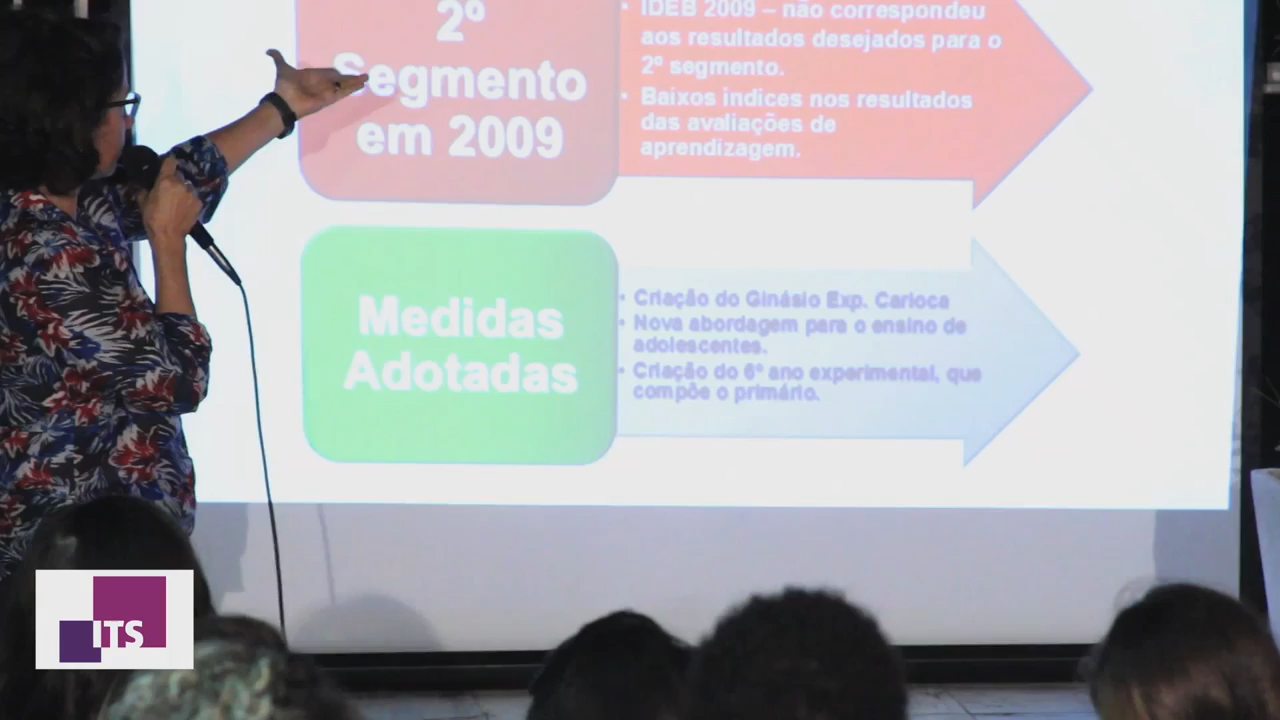 2º
Segmento
em 2009
• IDEB 2009 – não correspondeu
aos resultados desejados para o
2º segmento.
• Baixos indices nos resultados
das avaliações de
aprendizagem.
Medidas
Adotadas
• Criação do Ginásio Exp. Carioca
• Nova abordagem para o ensino de
adolescentes.
• Criação do 6º ano experimental, que
compõe o primário.
ITS